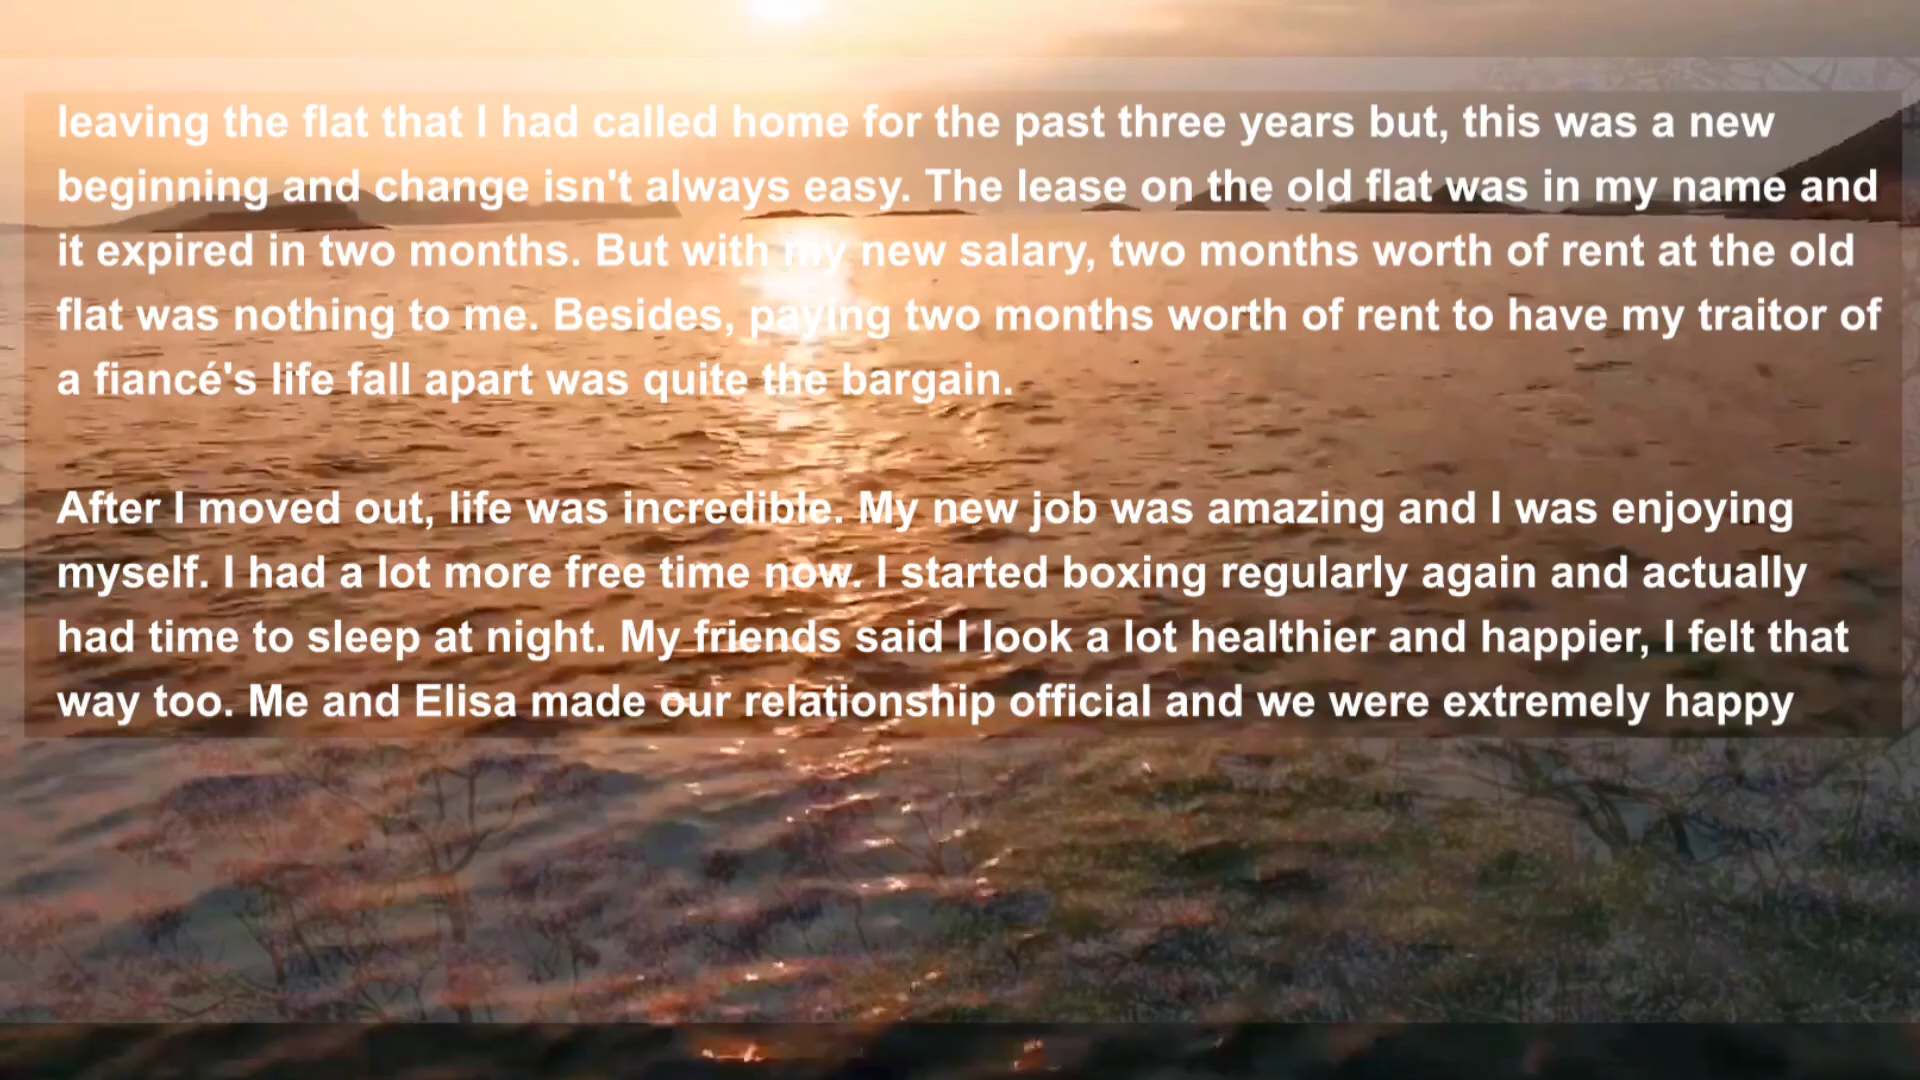 leaving the flat that I had called home for the past three years but, this was a new
beginning and change isn't always easy. The lease on the old flat was in my name and
it expired in two months. But with my new salary, two months worth of rent at the old
flat was nothing to me. Besides, paying two months worth of rent to have my traitor of
a fiancé's life fall apart was quite the bargain.
After I moved out, life was incredible. My new job was amazing and I was enjoying
myself. I had a lot more free time now. I started boxing regularly again and actually
had time to sleep at night. My friends said I look a lot healthier and happier, I felt that
way too. Me and Elisa made our relationship official and we were extremely happy